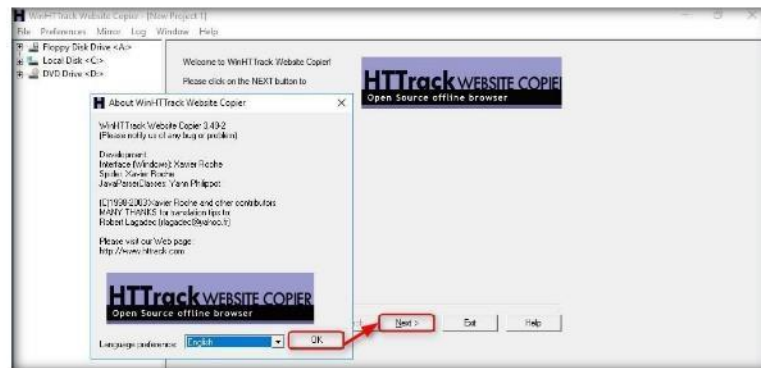 WinHTTrack Website Copier - [New Project 1]
File Preferences Mirror Log Window Help
Floppy Disk Drive <A:>
Local Disk <C:>
DVD Drive <D:>
Welcome to WinHTTrack Website Copier!
Please click on the NEXT button to
HTTrack WEBSITE COPIE
Open Source offline browser
About WinHTTrack Website Copier
WinHTTrack Website Copier 3.49-2
(Please notify us of any bug or problem)
Development:
Interface (Windows): Xavier Roche
Spider: Xavier Roche
JavaParserClasses: Yann Philippot
(C)1998-2003 Xavier Roche and other contributors
MANY THANKS for translation tips to:
Robert Lagadec (rlagadec@yahoo.fr)
Please visit our Web page:
http://www.httrack.com
HTTrack WEBSITE COPIER
Open Source offline browser
Language preference: English OK
Next > Exit Help